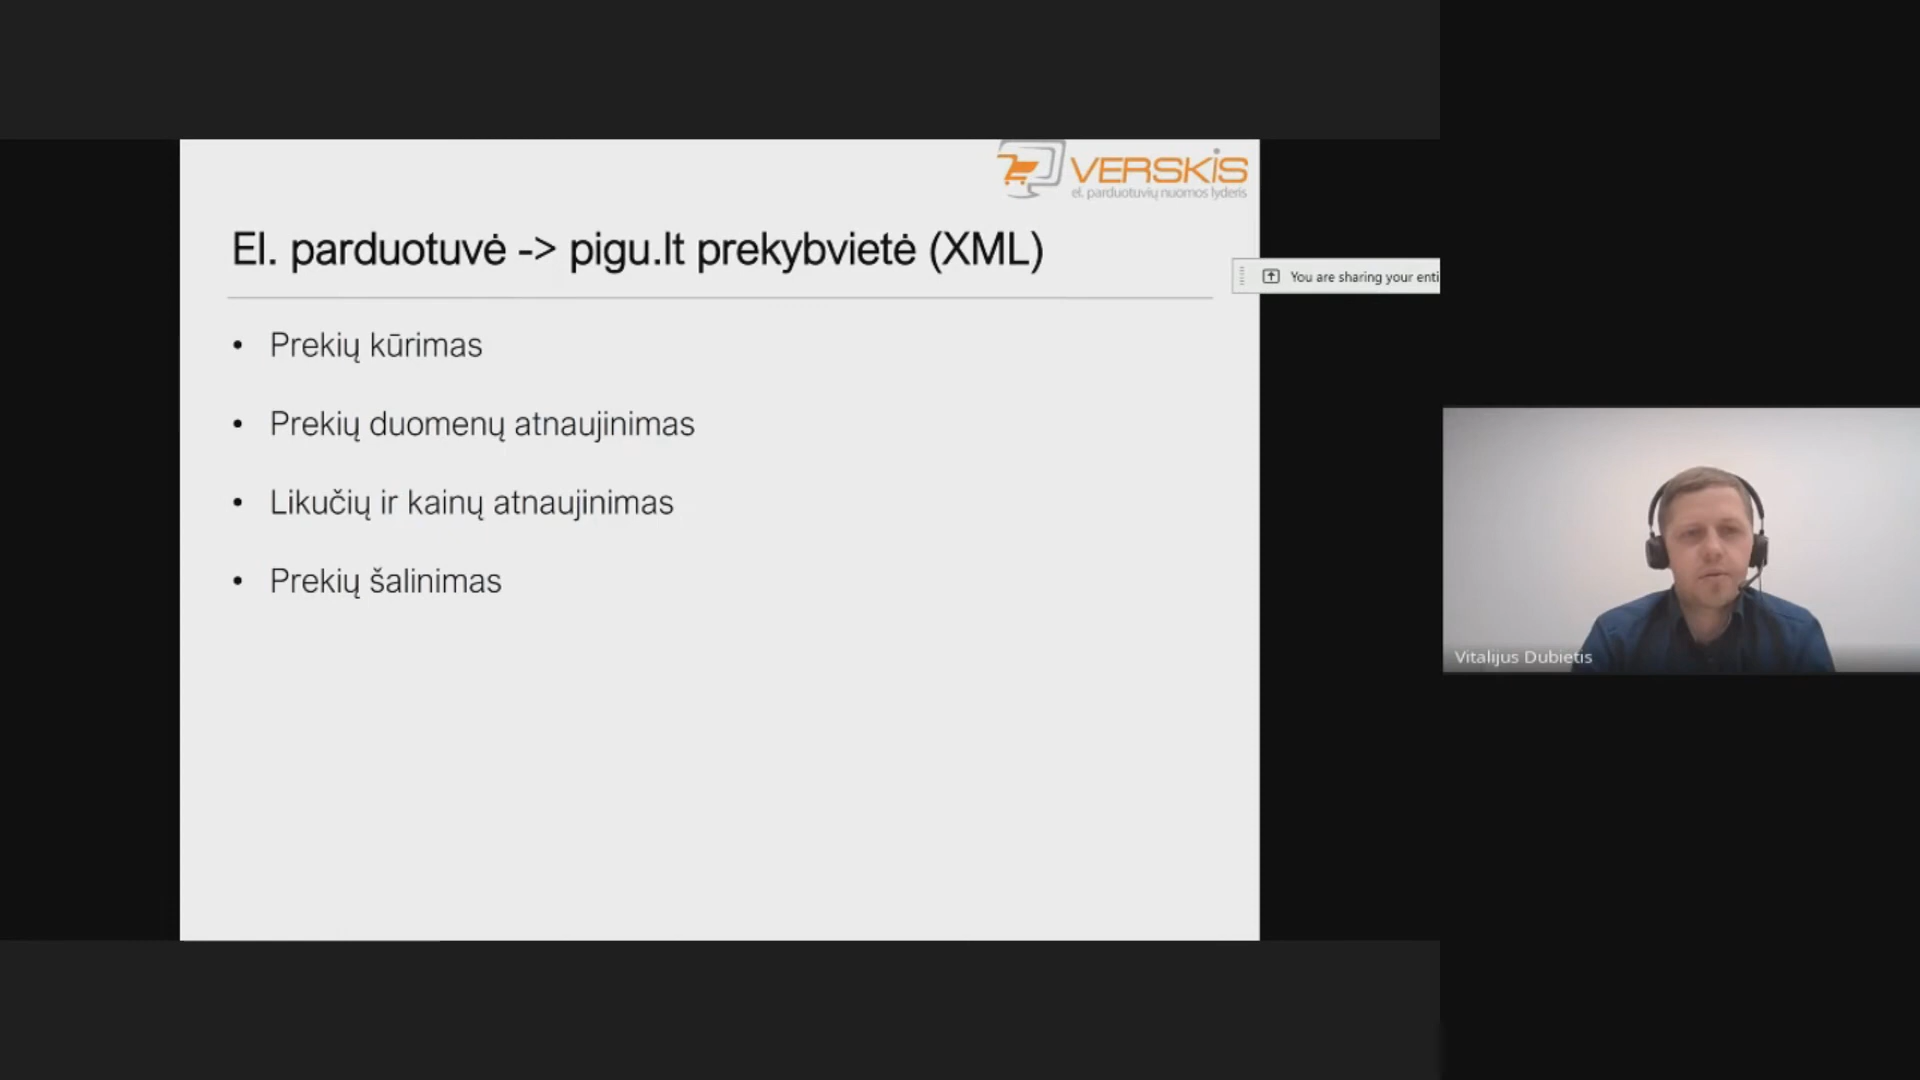 VERSKİS
el. parduotuvių nuomos lyderis
El. parduotuvė -> pigu.lt prekybvietė (XML)
You are sharing your enti
• Prekių kūrimas
• Prekių duomenų atnaujinimas
• Likučių ir kainų atnaujinimas
• Prekių šalinimas
Vitalijus Dubietis